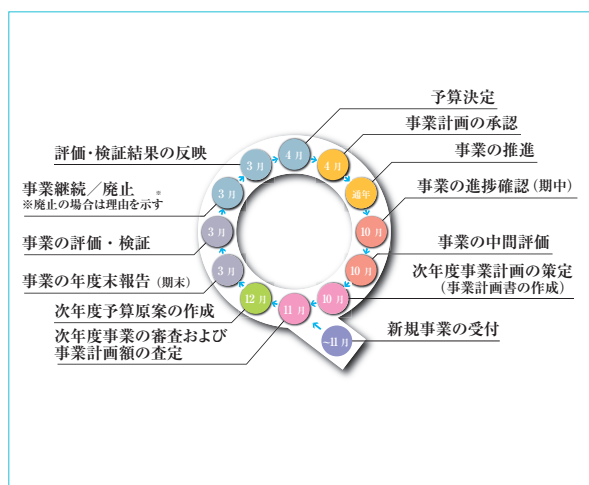 予算決定
4月
事業計画の承認
4月
事業の推進
通年
事業の進捗確認（期中）
10月
事業の中間評価
10月
次年度事業計画の策定
（事業計画書の作成）
10月
新規事業の受付
~11月
次年度事業の審査および
事業計画額の査定
11月
次年度予算原案の作成
12月
事業の年度末報告（期末）
3月
事業の評価・検証
3月
事業継続／廃止 ※
※廃止の場合は理由を示す
3月
評価・検証結果の反映
3月